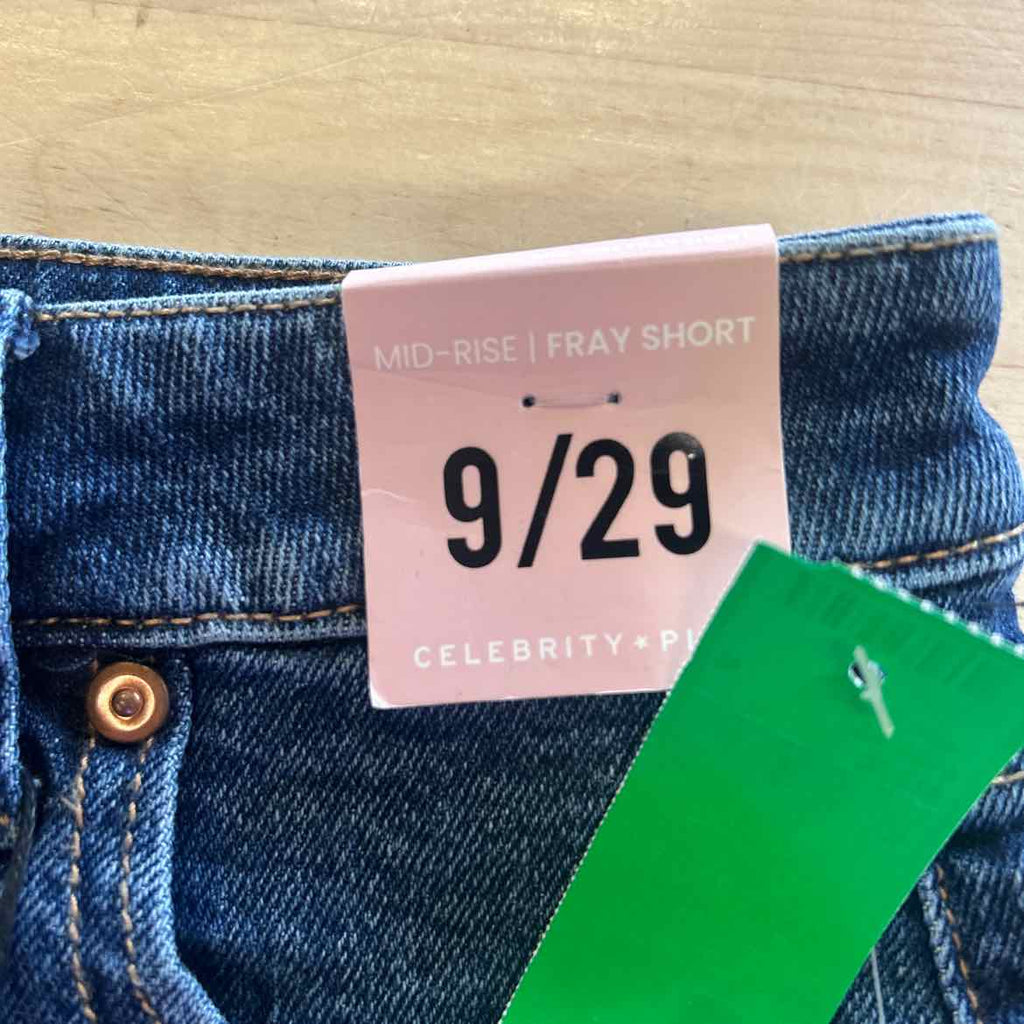 MID-RISE | FRAY SHORT
9/29
CELEBRITY ★